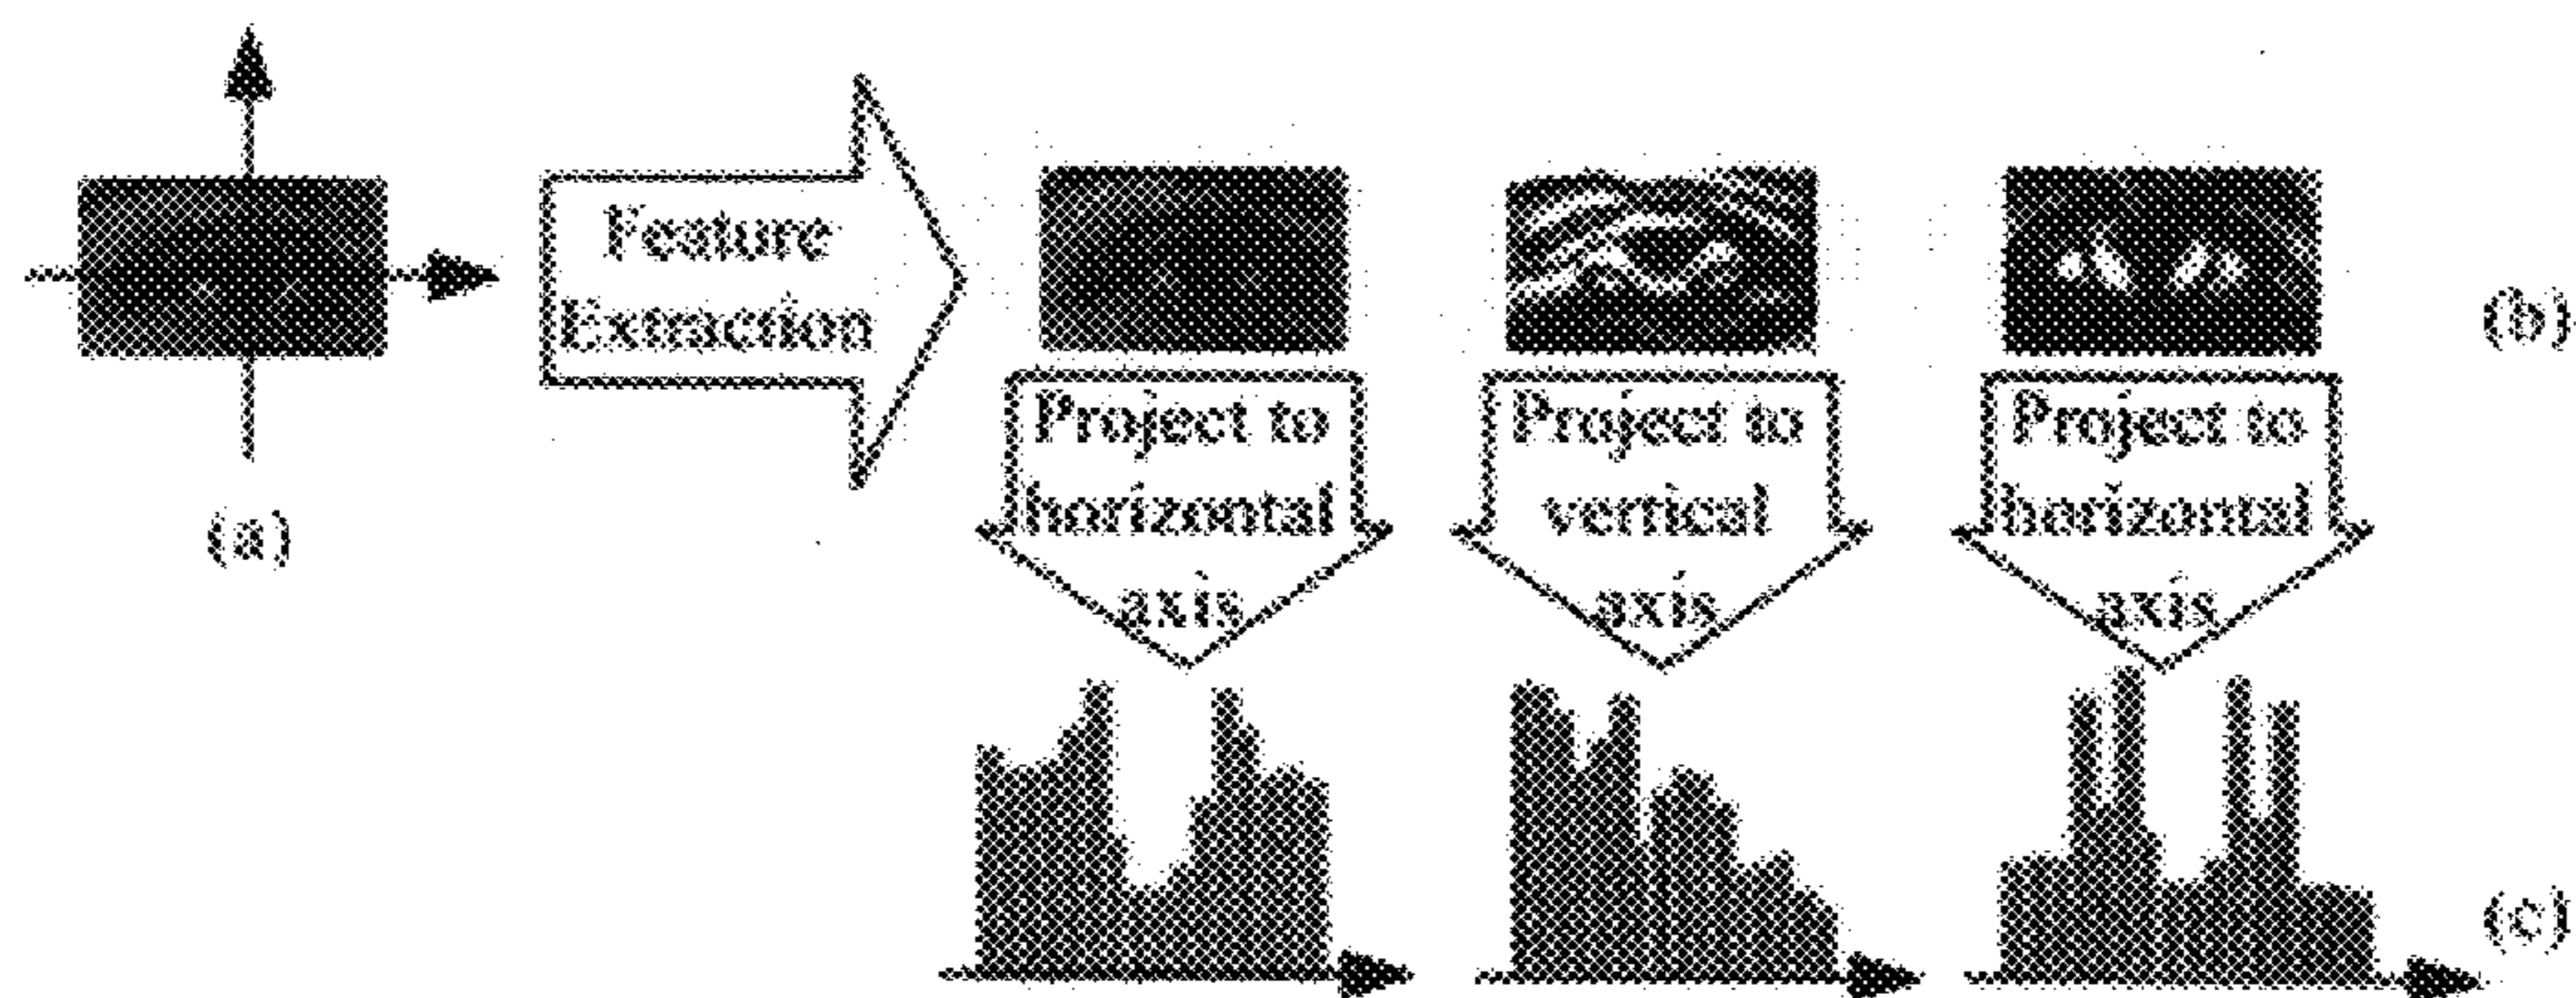 Feature
Extraction
(a)
(b)
Project to
horizontal
axis
Project to
vertical
axis
Project to
horizontal
axis
(c)